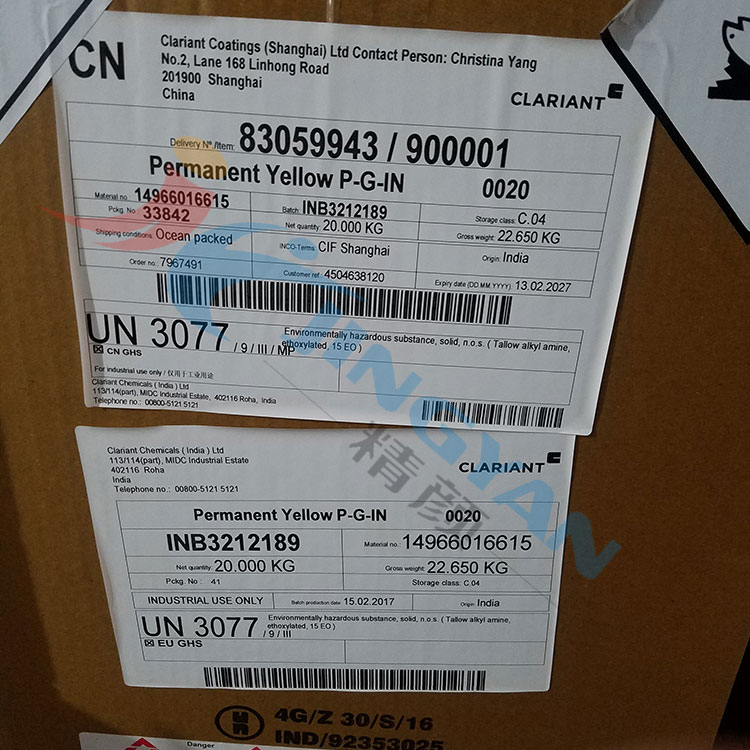 CN
Clariant Coatings (Shanghai) Ltd Contact Person: Christina Yang
No.2, Lane 168 Linhong Road
201900 Shanghai
China
CLARIANT
Delivery Nº /Item: 83059943 / 900001
Permanent Yellow P-G-IN 0020
Material no. 14966016615
Pckg. No 33842
Batch: INB3212189
Net quantity: 20.000 KG
Storage class: C.04
Gross weight: 22.650 KG
Shipping conditions: Ocean packed
INCO-Terms: CIF Shanghai
Origin: India
Order no.: 7967491
Customer ref.: 4504638120
Expiry date (DD.MM.YYYY): 13.02.2027
UN 3077 / 9 / III / MP
Environmentally hazardous substance, solid, n.o.s. ( Tallow alkyl amine,
ethoxylated, 15 EO )
CN GHS
For industrial use only / 仅用于工业用途
Clariant Chemicals ( India ) Ltd
113/114(part), MIDC Industrial Estate, 402116 Roha, India
Telephone no.: 00800-5121 5121
JINGYAN
精颜
Clariant Chemicals ( India ) Ltd
113/114(part), MIDC Industrial Estate
402116 Roha
India
Telephone no.: 00800-5121 5121
CLARIANT
Permanent Yellow P-G-IN 0020
INB3212189
Material no.: 14966016615
Net quantity: 20.000 KG
Gross weight: 22.650 KG
Pckg. No : 41
Storage class: C.04
INDUSTRIAL USE ONLY
Batch production date 15.02.2017
Origin: India
UN 3077 / 9 / III
Environmentally hazardous substance, solid, n.o.s. ( Tallow alkyl amine,
ethoxylated, 15 EO )
EU GHS
4G/Z 30/S/16
IND/92353025
Danger